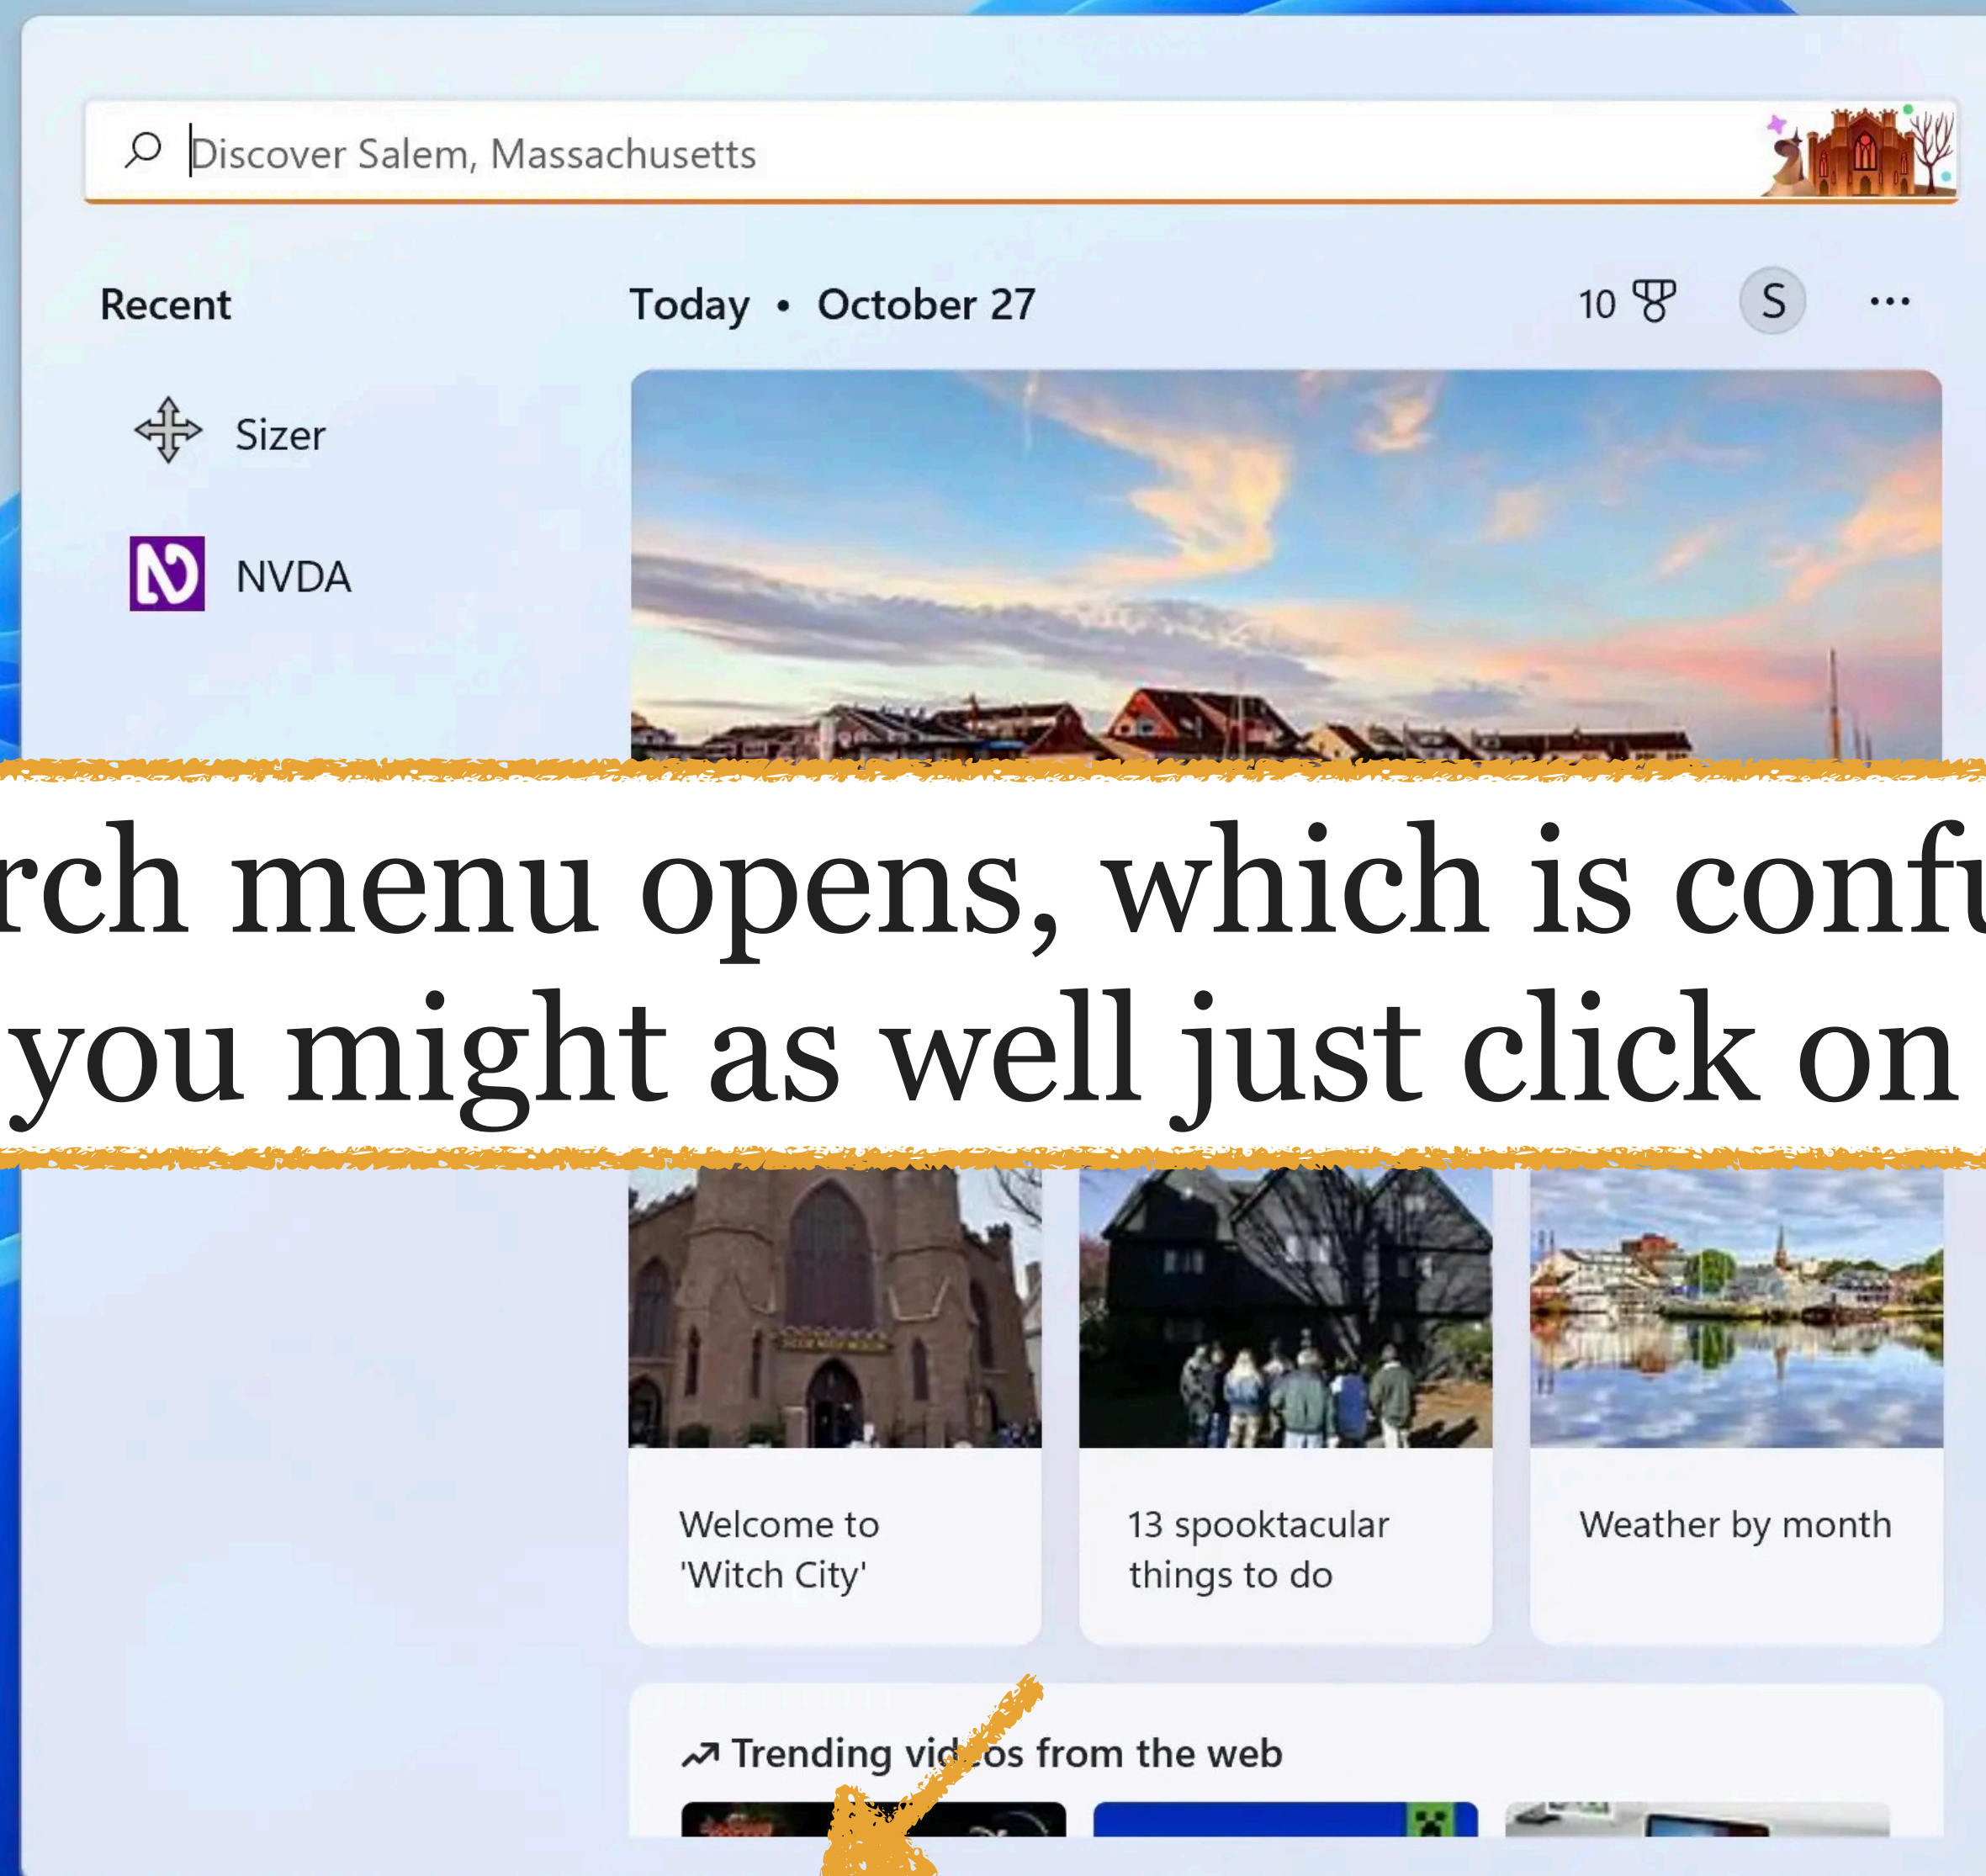 Discover Salem, Massachusetts
Recent
Today • October 27
10
S
Sizer
NVDA
rch menu opens, which is confu
you might as well just click on
Welcome to
'Witch City'
13 spooktacular
things to do
Weather by month
Trending videos from the web